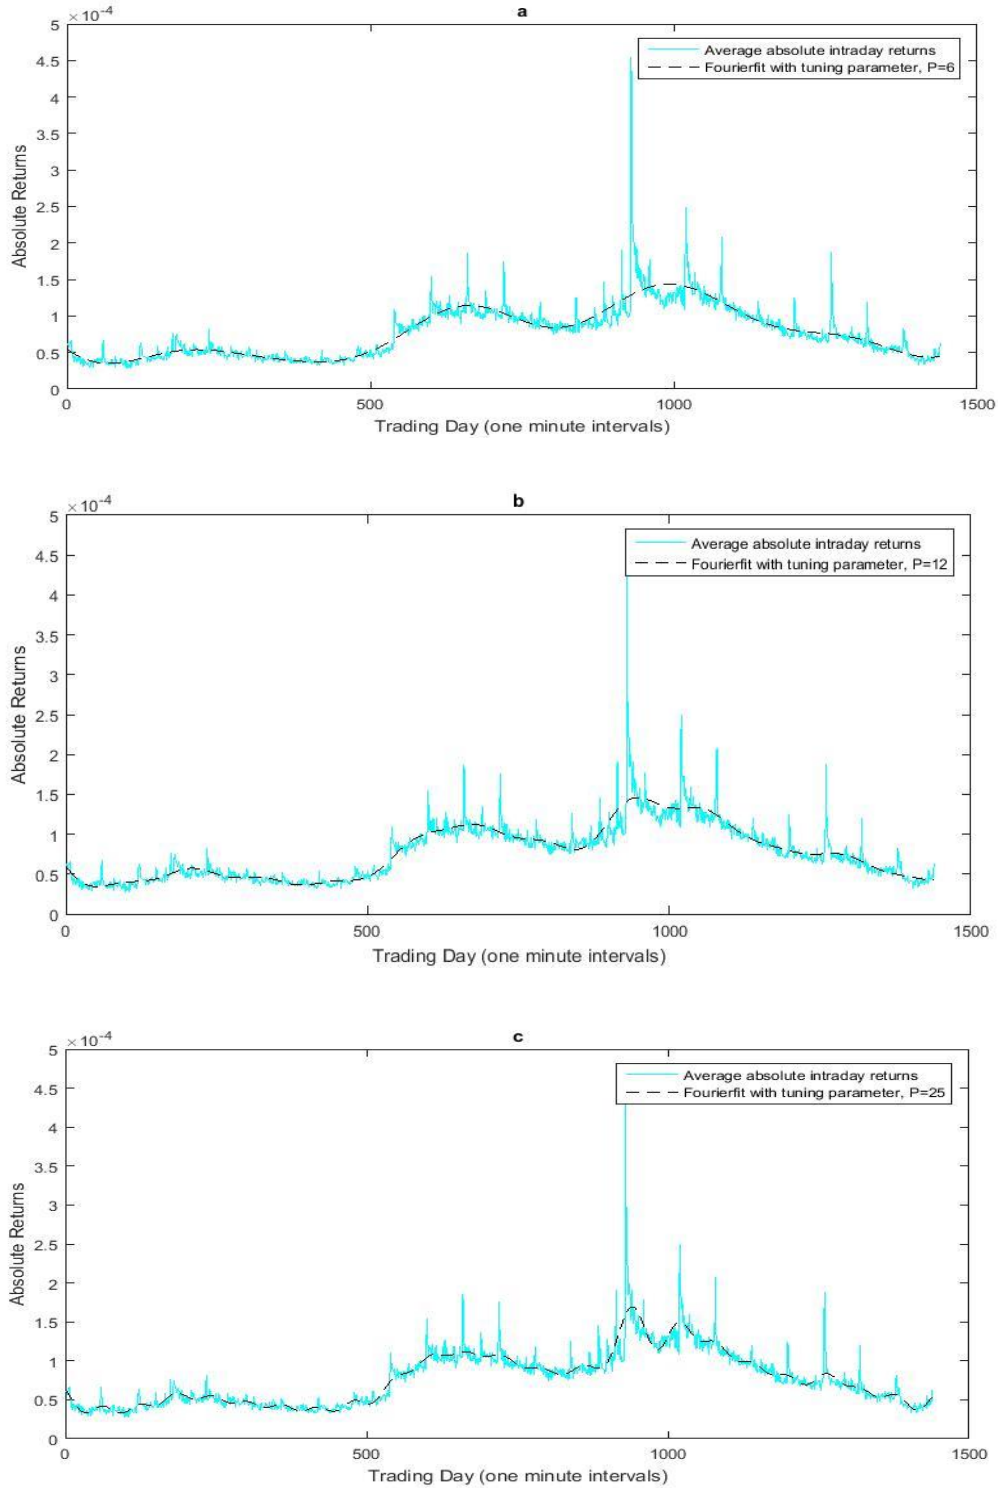 a
×10-4
5
4.5
4
3.5
3
2.5
2
1.5
1
0.5
0
Absolute Returns
Average absolute intraday returns
Fourierfit with tuning parameter, P=6
0 500 1000 1500
Trading Day (one minute intervals)
b
×10-4
5
4.5
4
3.5
3
2.5
2
1.5
1
0.5
0
Absolute Returns
Average absolute intraday returns
Fourierfit with tuning parameter, P=12
0 500 1000 1500
Trading Day (one minute intervals)
c
×10-4
5
4.5
4
3.5
3
2.5
2
1.5
1
0.5
0
Absolute Returns
Average absolute intraday returns
Fourierfit with tuning parameter, P=25
0 500 1000 1500
Trading Day (one minute intervals)